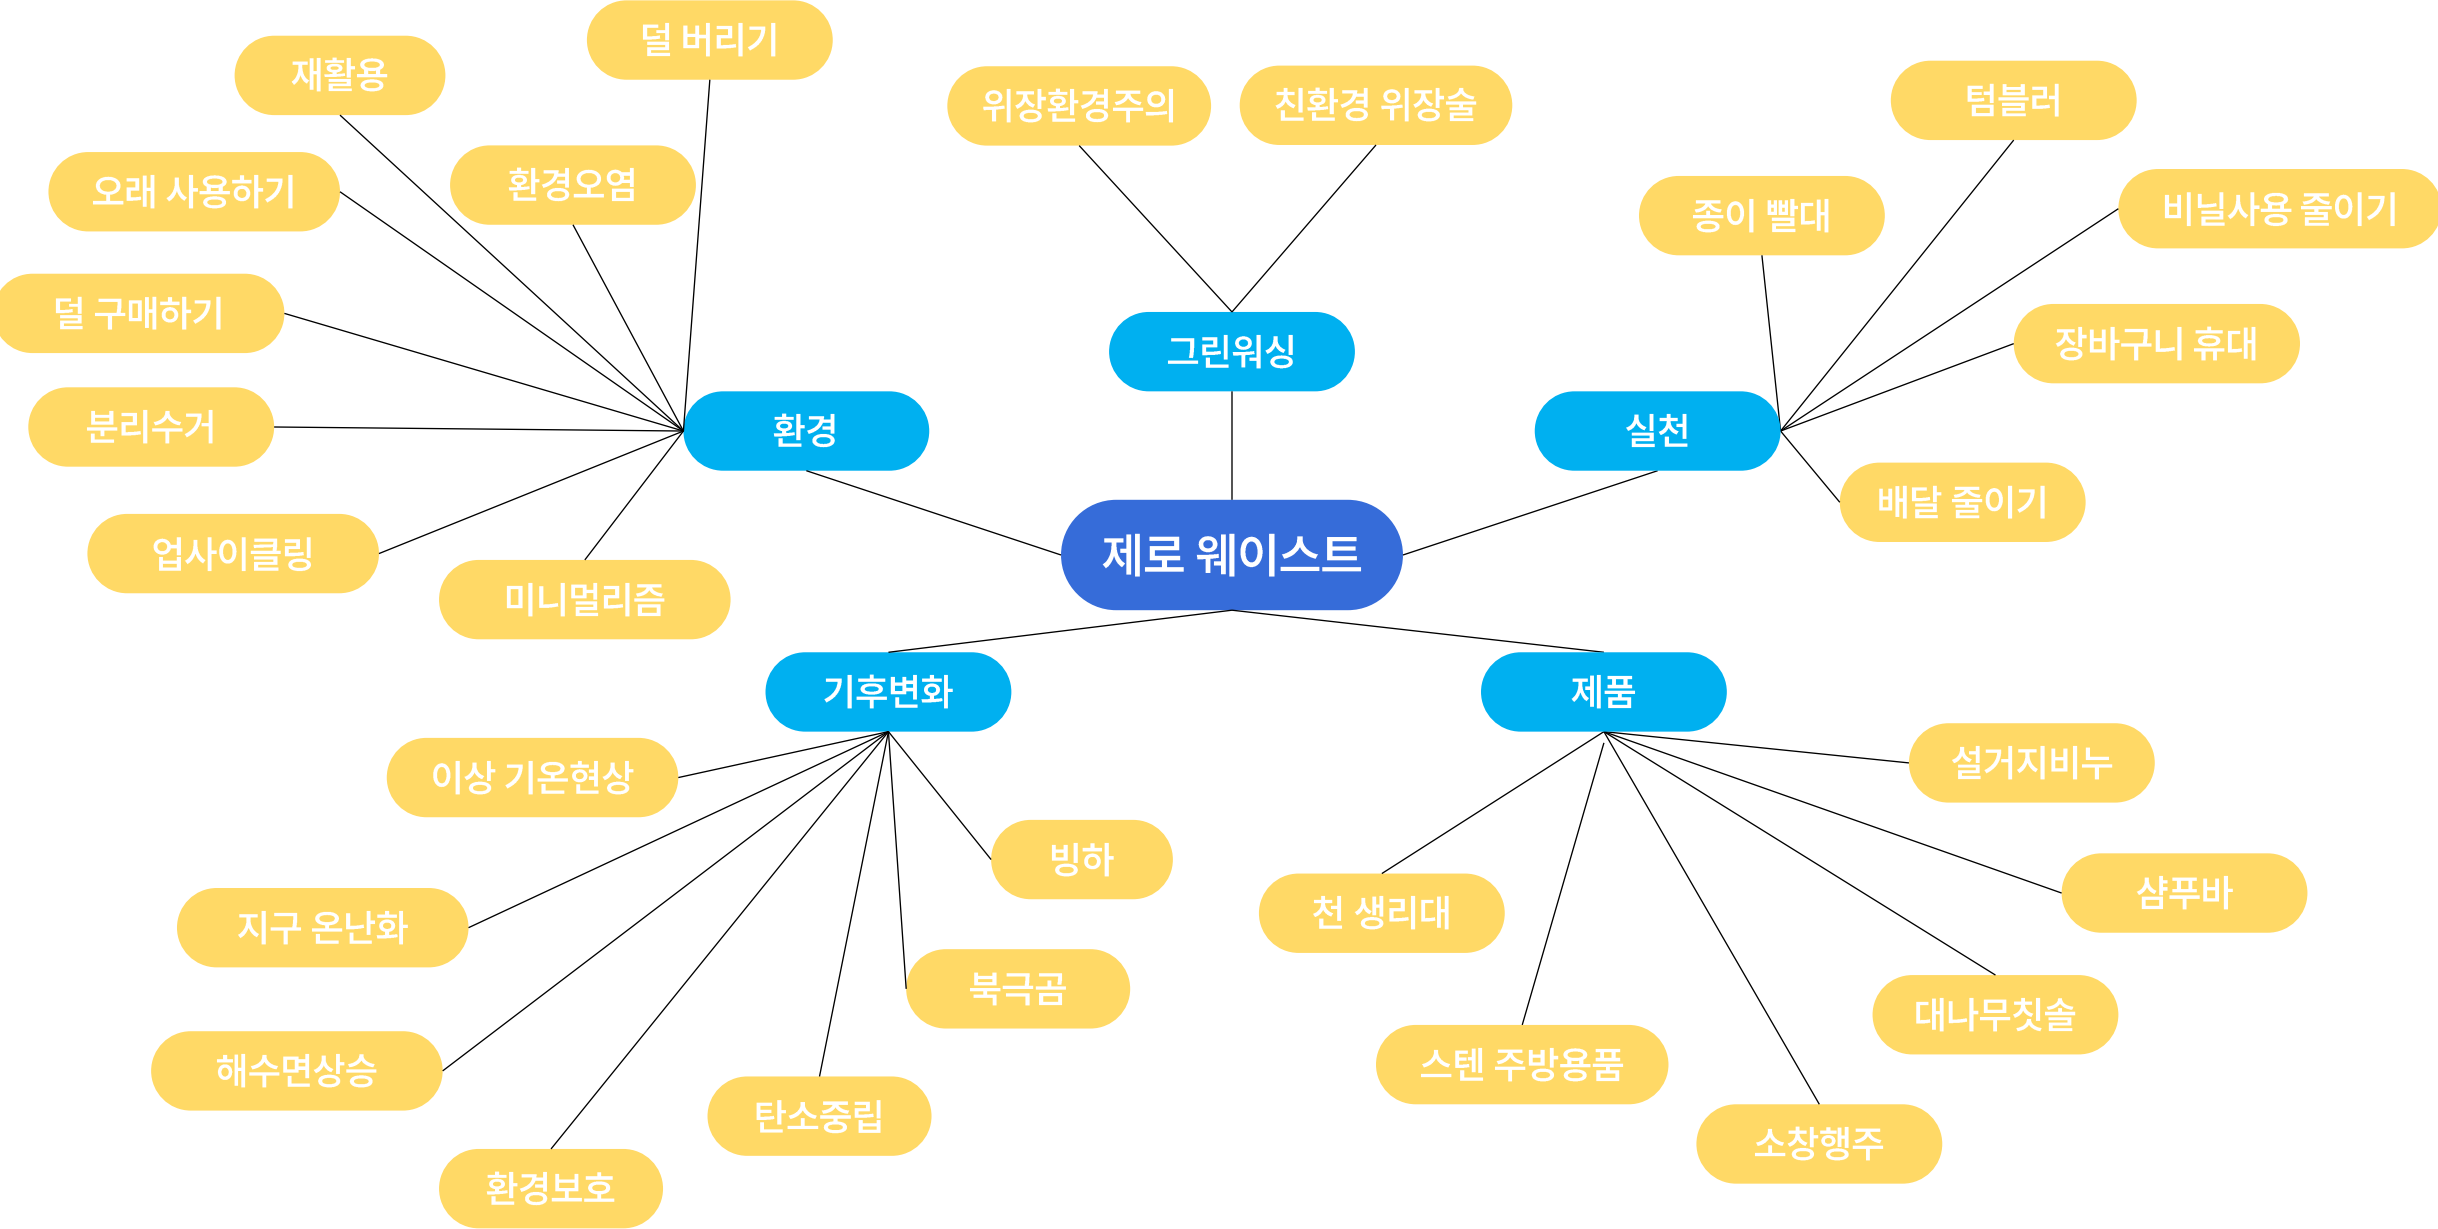 덜 버리기
재활용
위장환경주의
친환경 위장술
텀블러
오래 사용하기
환경오염
종이 빨대
비닐사용 줄이기
덜 구매하기
그린워싱
장바구니 휴대
분리수거
환경
실천
배달 줄이기
업사이클링
제로 웨이스트
미니멀리즘
기후변화
제품
이상 기온현상
설거지비누
빙하
샴푸바
지구 온난화
천 생리대
북극곰
대나무칫솔
해수면상승
스텐 주방용품
탄소중립
소창행주
환경보호